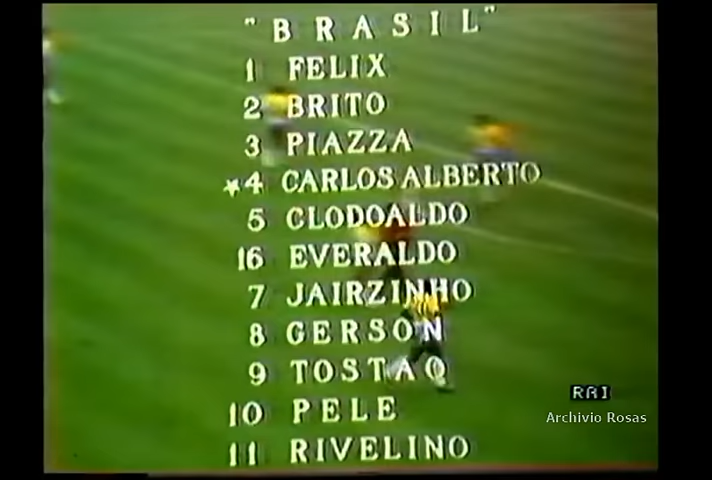 "BRASIL"
1 FELIX
2 BRITO
3 PIAZZA
★4 CARLOS ALBERTO
5 CLODOALDO
16 EVERALDO
7 JAIRZINHO
8 GERSON
9 TOSTAO
10 PELE
11 RIVELINO
RAI
Archivio Rosas